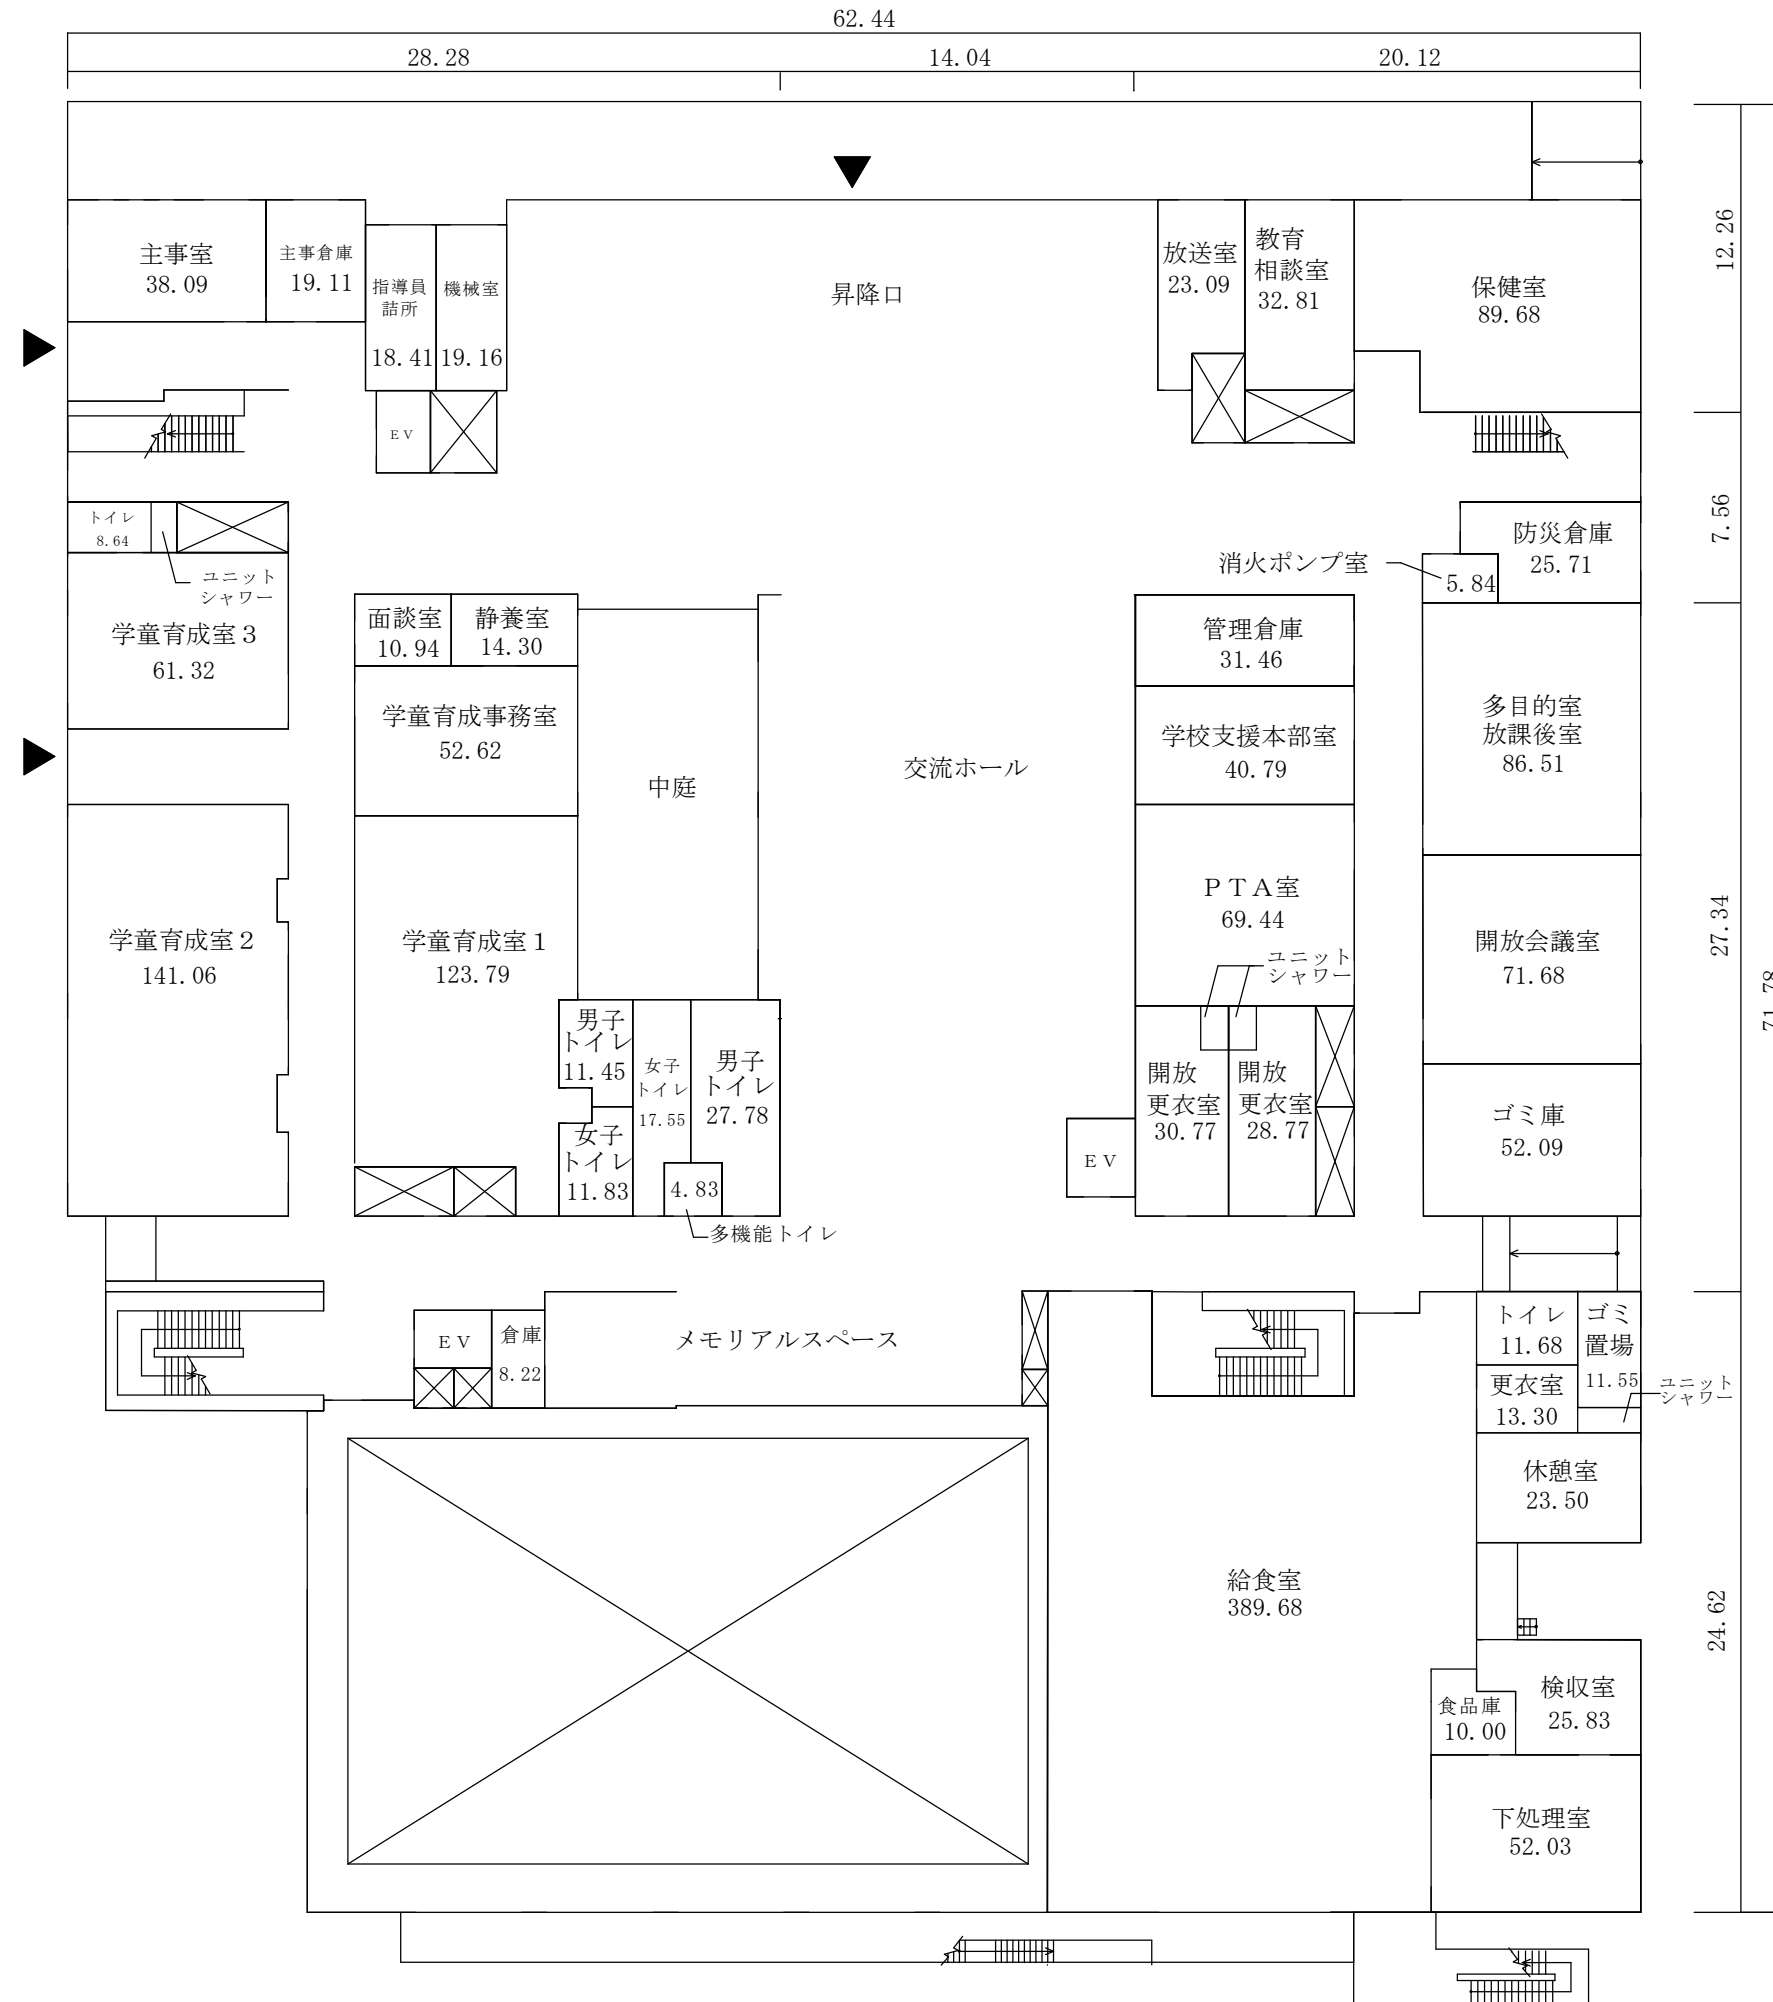 62.44
28.28
14.04
20.12
12.26
7.56
27.34
24.62
主事室
38.09
主事倉庫
19.11
指導員
詰所
18.41
機械室
19.16
昇降口
放送室
23.09
教育
相談室
32.81
保健室
89.68
EV
トイレ
8.64
ユニット
シャワー
学童育成室3
61.32
消火ポンプ室
5.84
防災倉庫
25.71
面談室
10.94
静養室
14.30
学童育成事務室
52.62
中庭
交流ホール
管理倉庫
31.46
学校支援本部室
40.79
多目的室
放課後室
86.51
学童育成室2
141.06
学童育成室1
123.79
PTA室
69.44
ユニット
シャワー
開放会議室
71.68
男子
トイレ
11.45
女子
トイレ
11.83
女子
トイレ
17.55
男子
トイレ
27.78
4.83
多機能トイレ
EV
開放
更衣室
30.77
開放
更衣室
28.77
ゴミ庫
52.09
EV
倉庫
8.22
メモリアルスペース
トイレ
11.68
ゴミ
置場
11.55
更衣室
13.30
ユニット
シャワー
休憩室
23.50
給食室
389.68
食品庫
10.00
検収室
25.83
下処理室
52.03